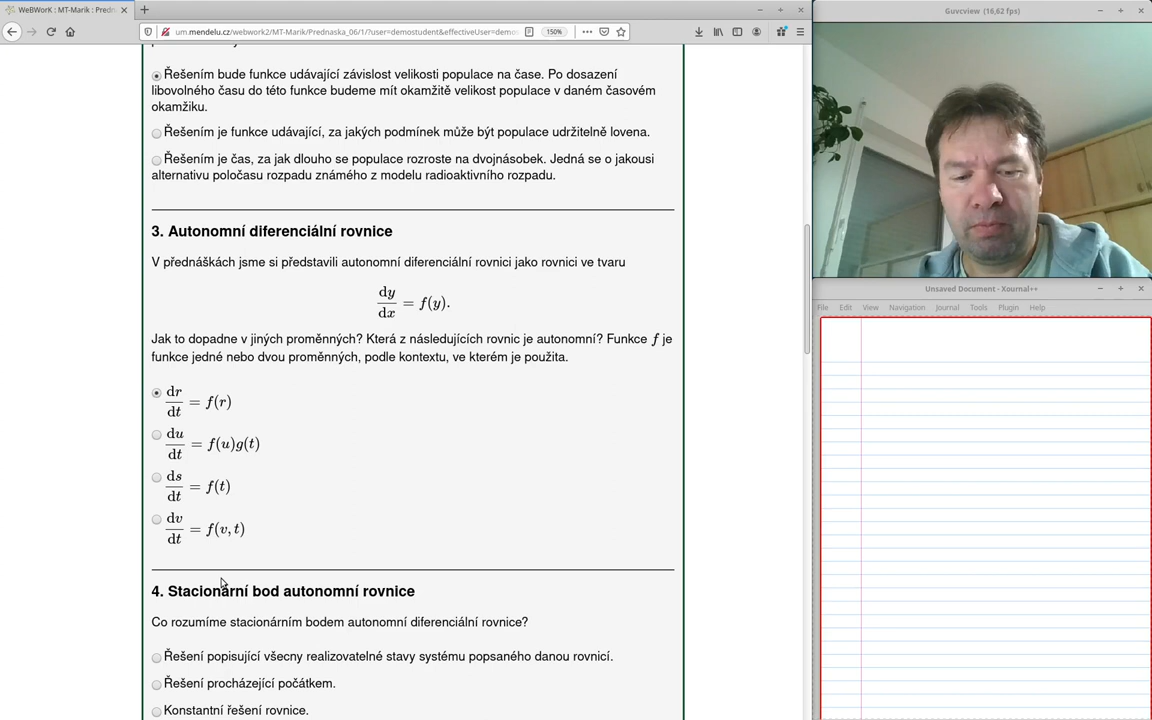 WeBWorK : MT-Marik : Předn
Guvcview (16,62 fps)
um.mendelu.cz/webwork2/MT-Marik/Prednaska_06/1/?user=demostudent&effectiveUser=demo
150%
Řešením bude funkce udávající závislost velikosti populace na čase. Po dosazení
libovolného času do této funkce budeme mít okamžitě velikost populace v daném časovém
okamžiku.
Řešením je funkce udávající, za jakých podmínek může být populace udržitelně lovena.
Řešením je čas, za jak dlouho se populace rozroste na dvojnásobek. Jedná se o jakousi
alternativu poločasu rozpadu známého z modelu radioaktivního rozpadu.
3. Autonomní diferenciální rovnice
V přednáškách jsme si představili autonomní diferenciální rovnici jako rovnici ve tvaru
dy/dx = f(y).
Jak to dopadne v jiných proměnných? Která z následujících rovnic je autonomní? Funkce f je
funkce jedné nebo dvou proměnných, podle kontextu, ve kterém je použita.
dr/dt = f(r)
du/dt = f(u)g(t)
ds/dt = f(t)
dv/dt = f(v, t)
4. Stacionární bod autonomní rovnice
Co rozumíme stacionárním bodem autonomní diferenciální rovnice?
Řešení popisující všecny realizovatelné stavy systému popsaného danou rovnicí.
Řešení procházející počátkem.
Konstantní řešení rovnice.
Unsaved Document - Xournal++
File Edit View Navigation Journal Tools Plugin Help